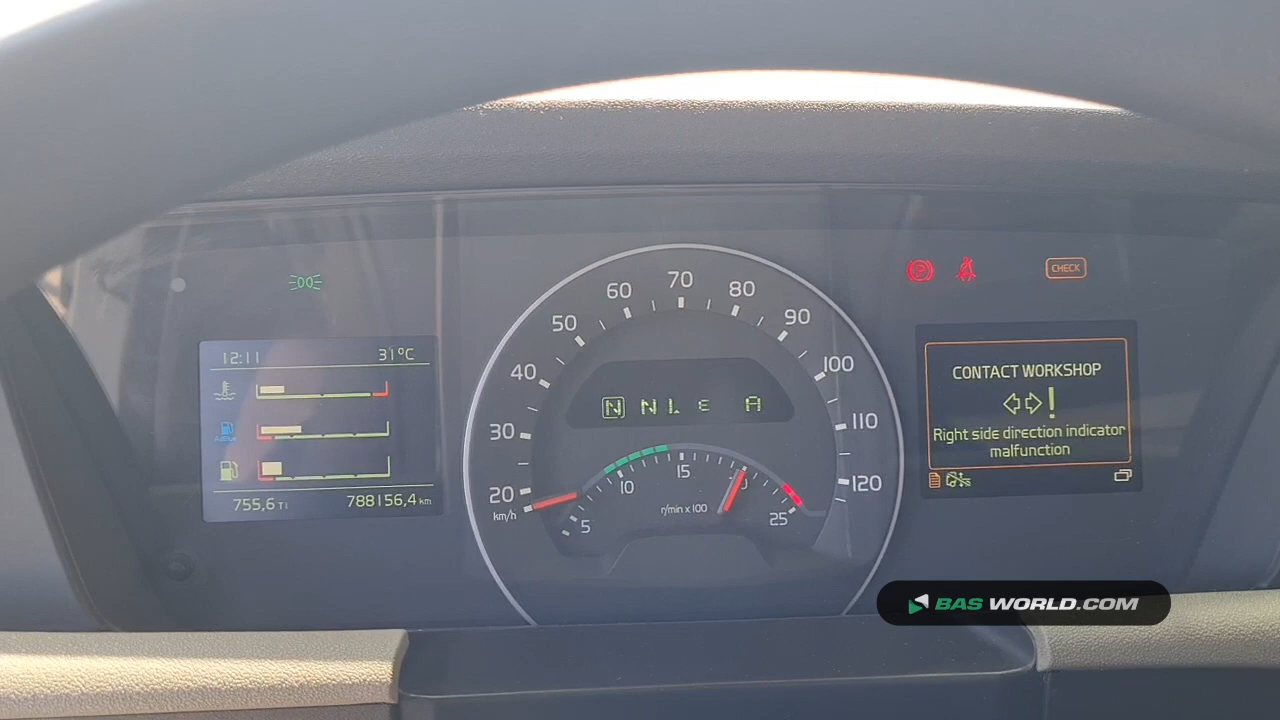 12:11 31°C
AdBlue
755,6 T1
788156,4 km
20 30 40 50 60 70 80 90 100 110 120
km/h
N N L E A
5 10 15 25
r/min x 100
P
CHECK
CONTACT WORKSHOP
!
Right side direction indicator
malfunction
BAS WORLD.COM